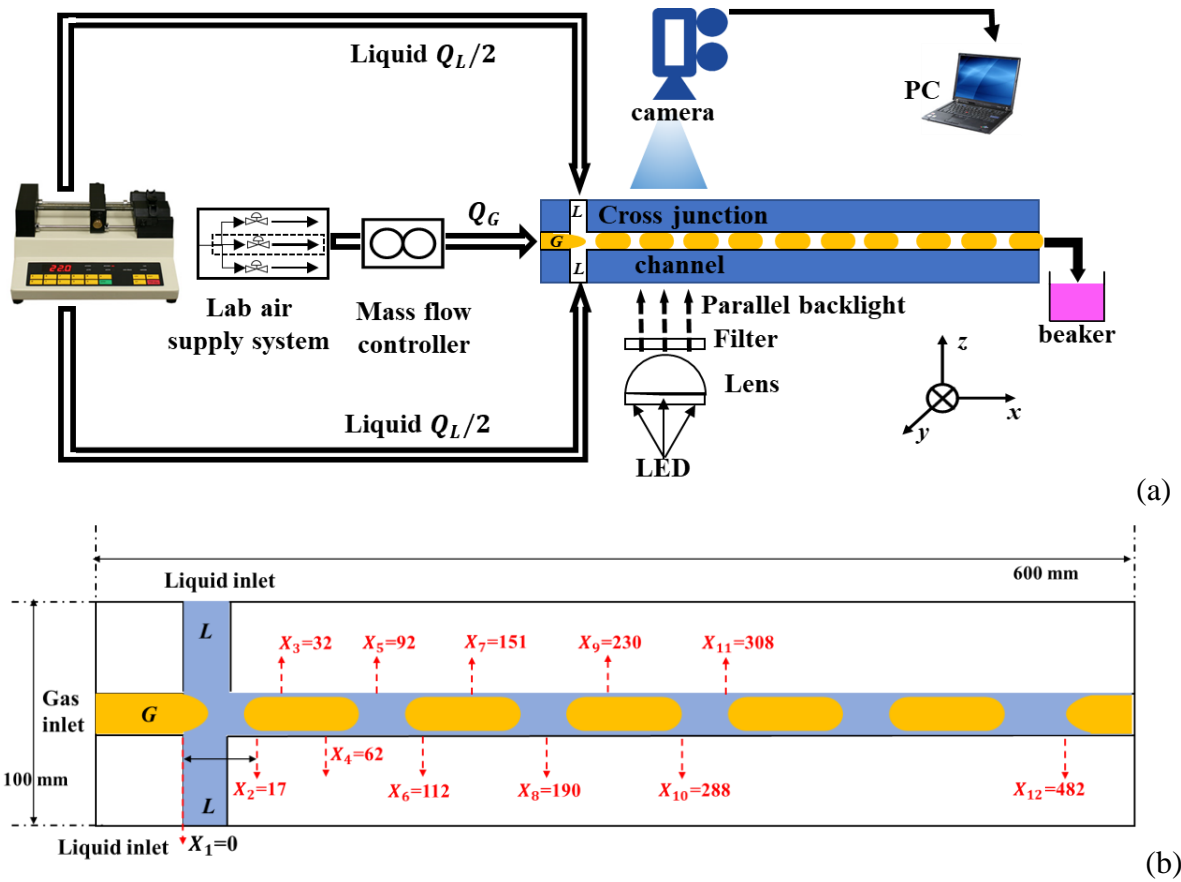 Liquid Q_L/2
camera
PC
22.0
Q_G
L
Cross junction
G
channel
L
Lab air
supply system
Mass flow
controller
Parallel backlight
Filter
Lens
beaker
z
x
y
Liquid Q_L/2
LED
(a)
600 mm
Liquid inlet
L
X_3=32
X_5=92
X_7=151
X_9=230
X_11=308
Gas
inlet
G
100 mm
X_2=17
X_4=62
X_6=112
X_8=190
X_10=288
X_12=482
L
Liquid inlet
X_1=0
(b)